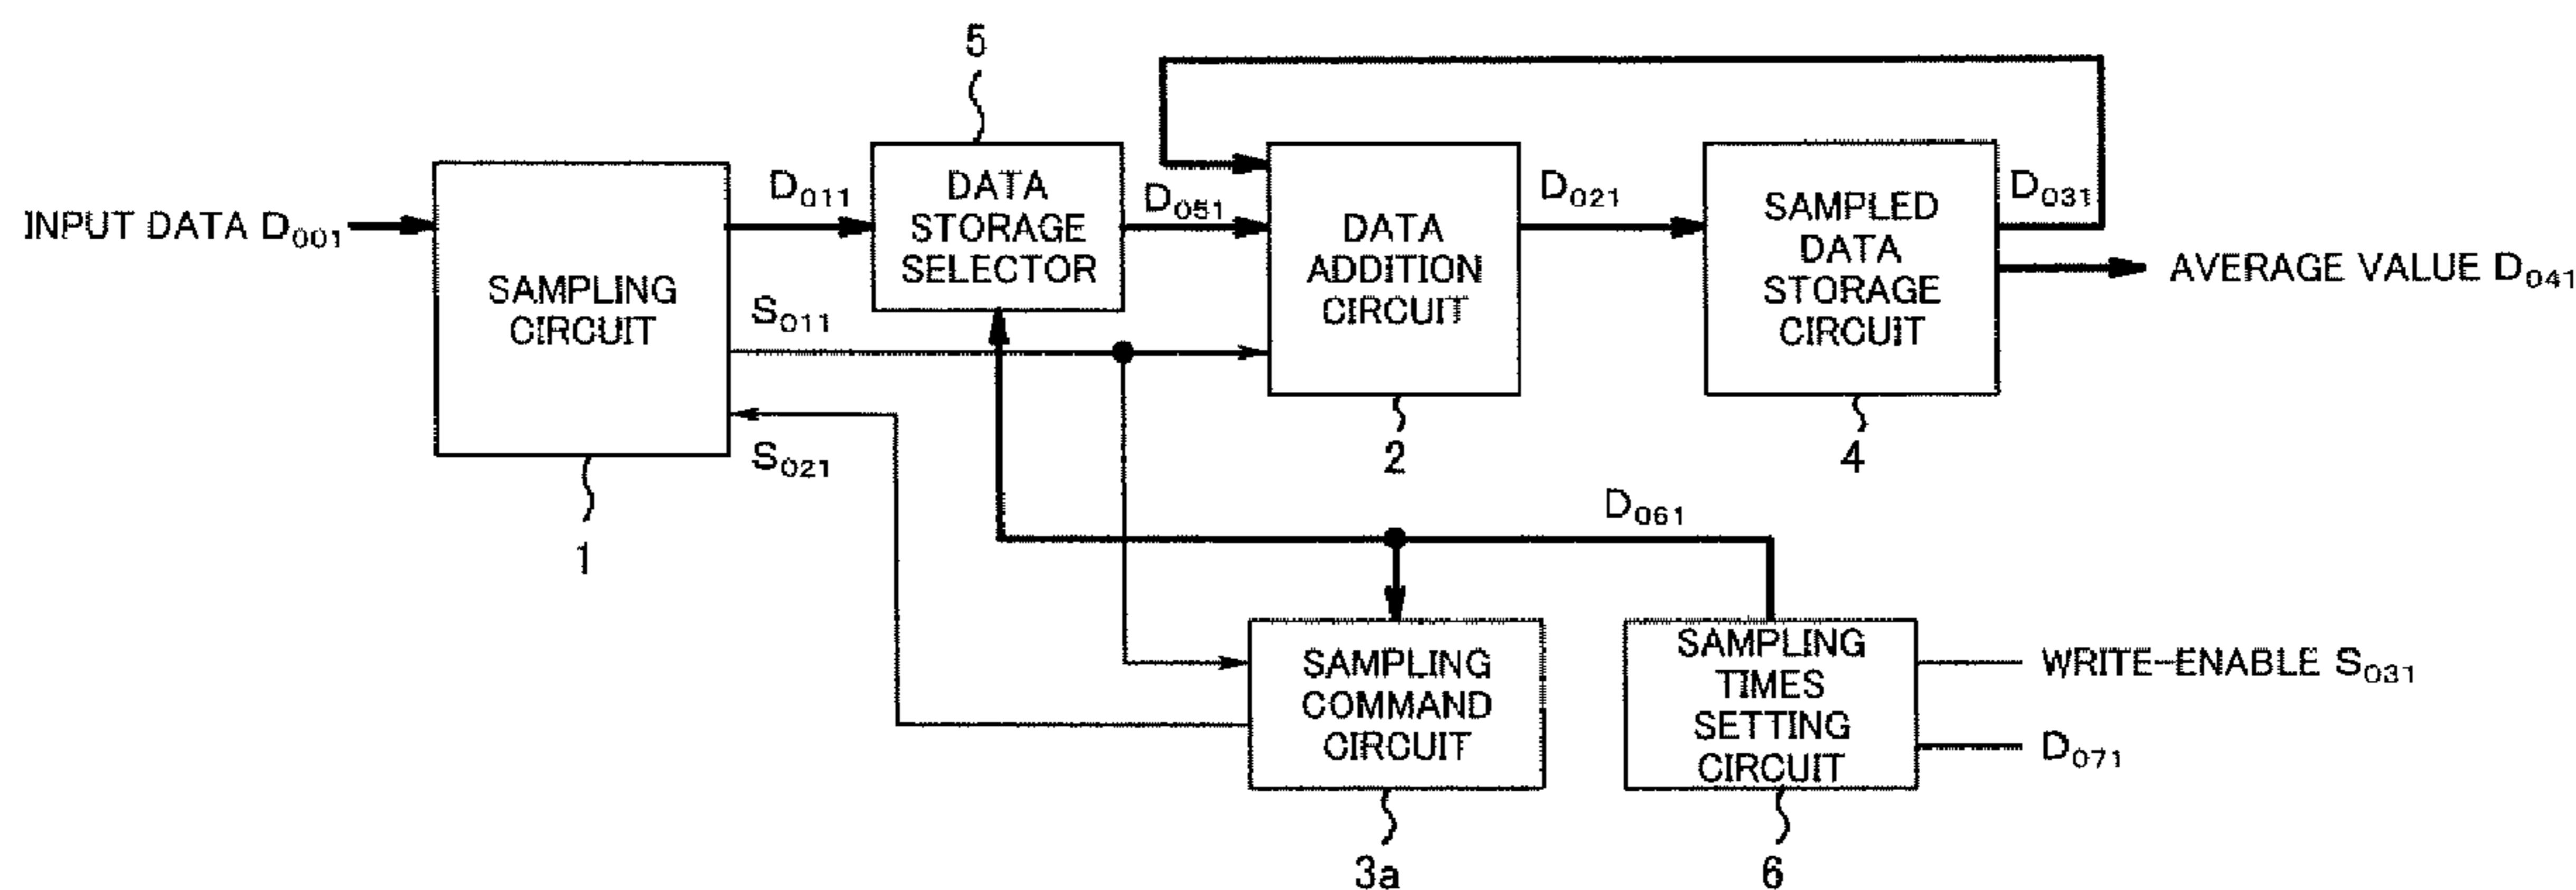 5
INPUT DATA D001
SAMPLING
CIRCUIT
1
D011
S011
S021
DATA
STORAGE
SELECTOR
D051
DATA
ADDITION
CIRCUIT
2
D021
SAMPLED
DATA
STORAGE
CIRCUIT
4
D031
AVERAGE VALUE D041
D061
SAMPLING
COMMAND
CIRCUIT
3a
SAMPLING
TIMES
SETTING
CIRCUIT
6
WRITE-ENABLE S031
D071